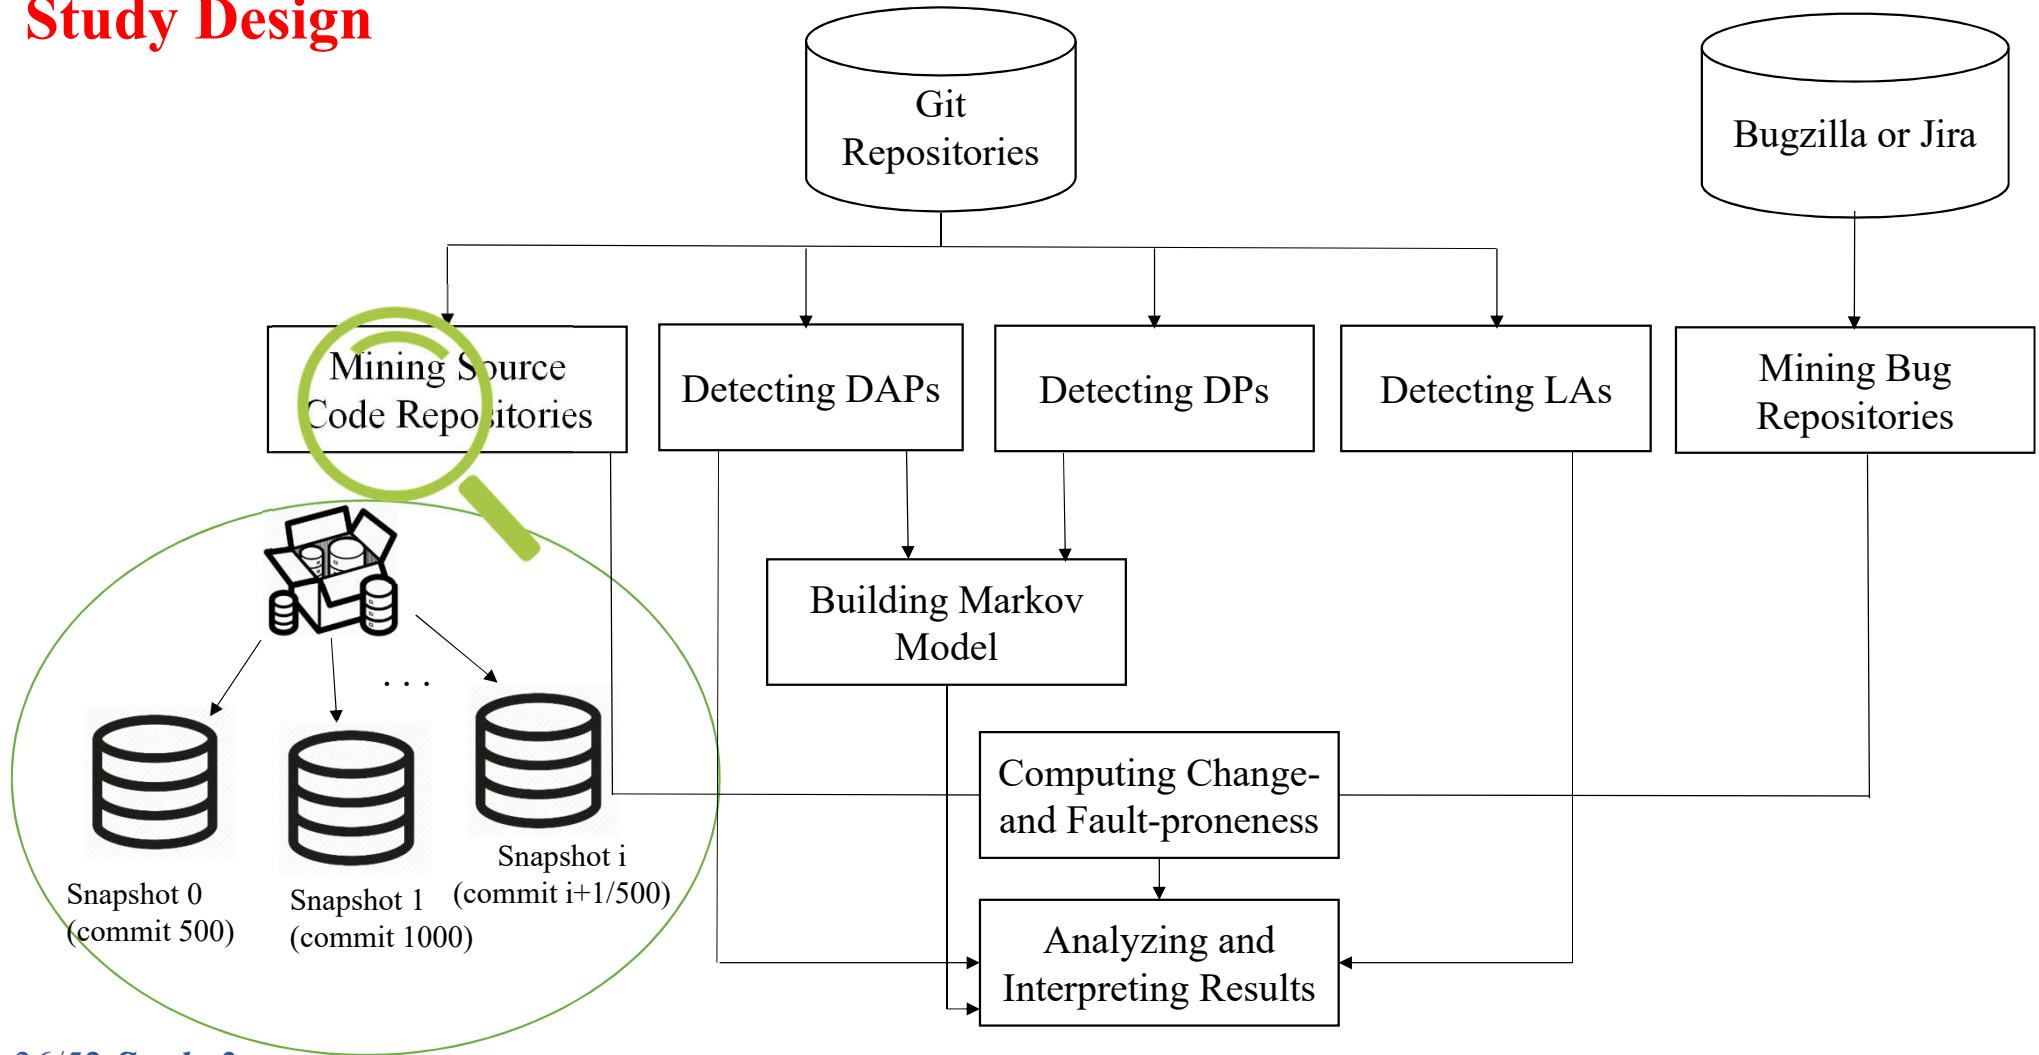 Study Design
Git
Repositories
Bugzilla or Jira
Mining Source
Code Repositories
Detecting DAPs
Detecting DPs
Detecting LAs
Mining Bug
Repositories
Building Markov
Model
. . .
Computing Change-
and Fault-proneness
Snapshot 0
(commit 500)
Snapshot 1
(commit 1000)
Snapshot i
(commit i+1/500)
Analyzing and
Interpreting Results